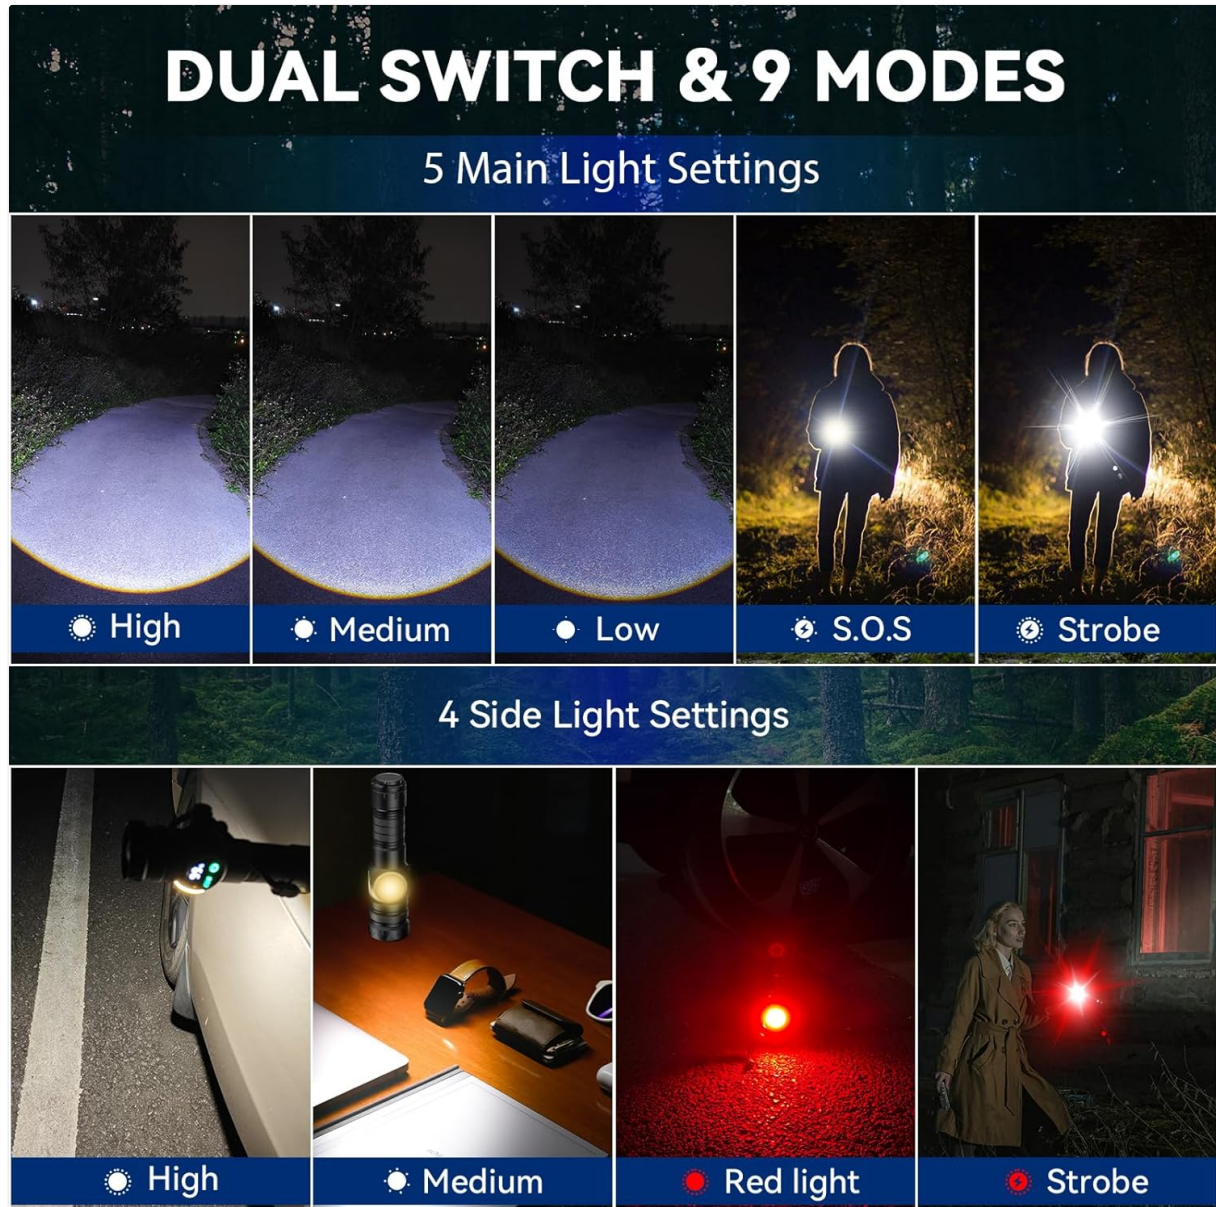 DUAL SWITCH & 9 MODES
5 Main Light Settings
High
Medium
Low
S.O.S
Strobe
4 Side Light Settings
High
Medium
Red light
Strobe